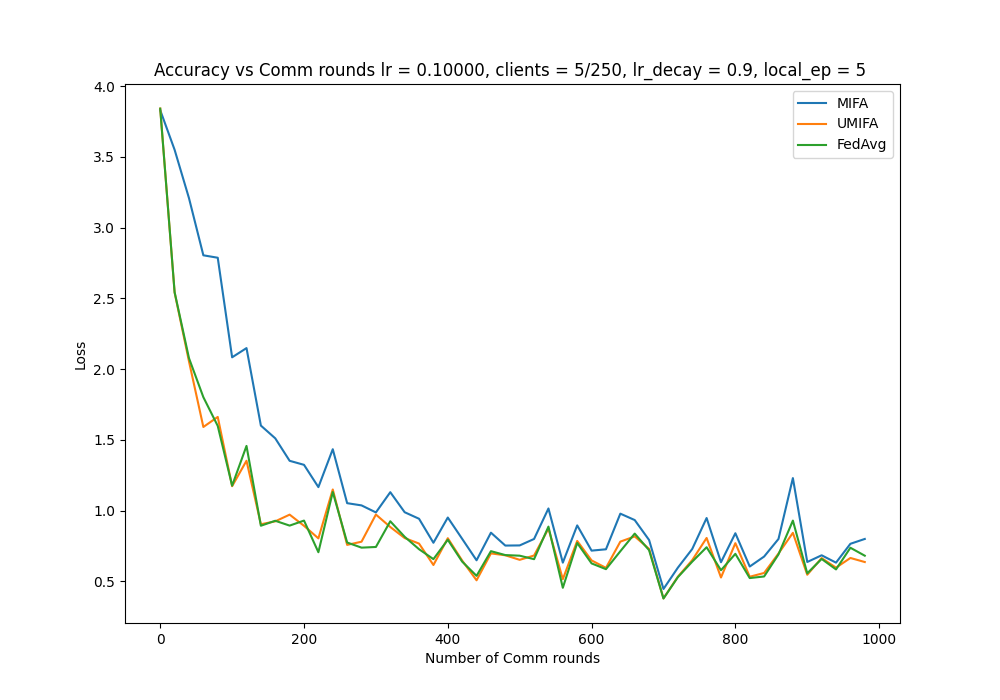 Accuracy vs Comm rounds lr = 0.10000, clients = 5/250, lr_decay = 0.9, local_ep = 5
4.0
3.5
3.0
2.5
2.0
1.5
1.0
0.5
Loss
MIFA
UMIFA
FedAvg
0 200 400 600 800 1000
Number of Comm rounds